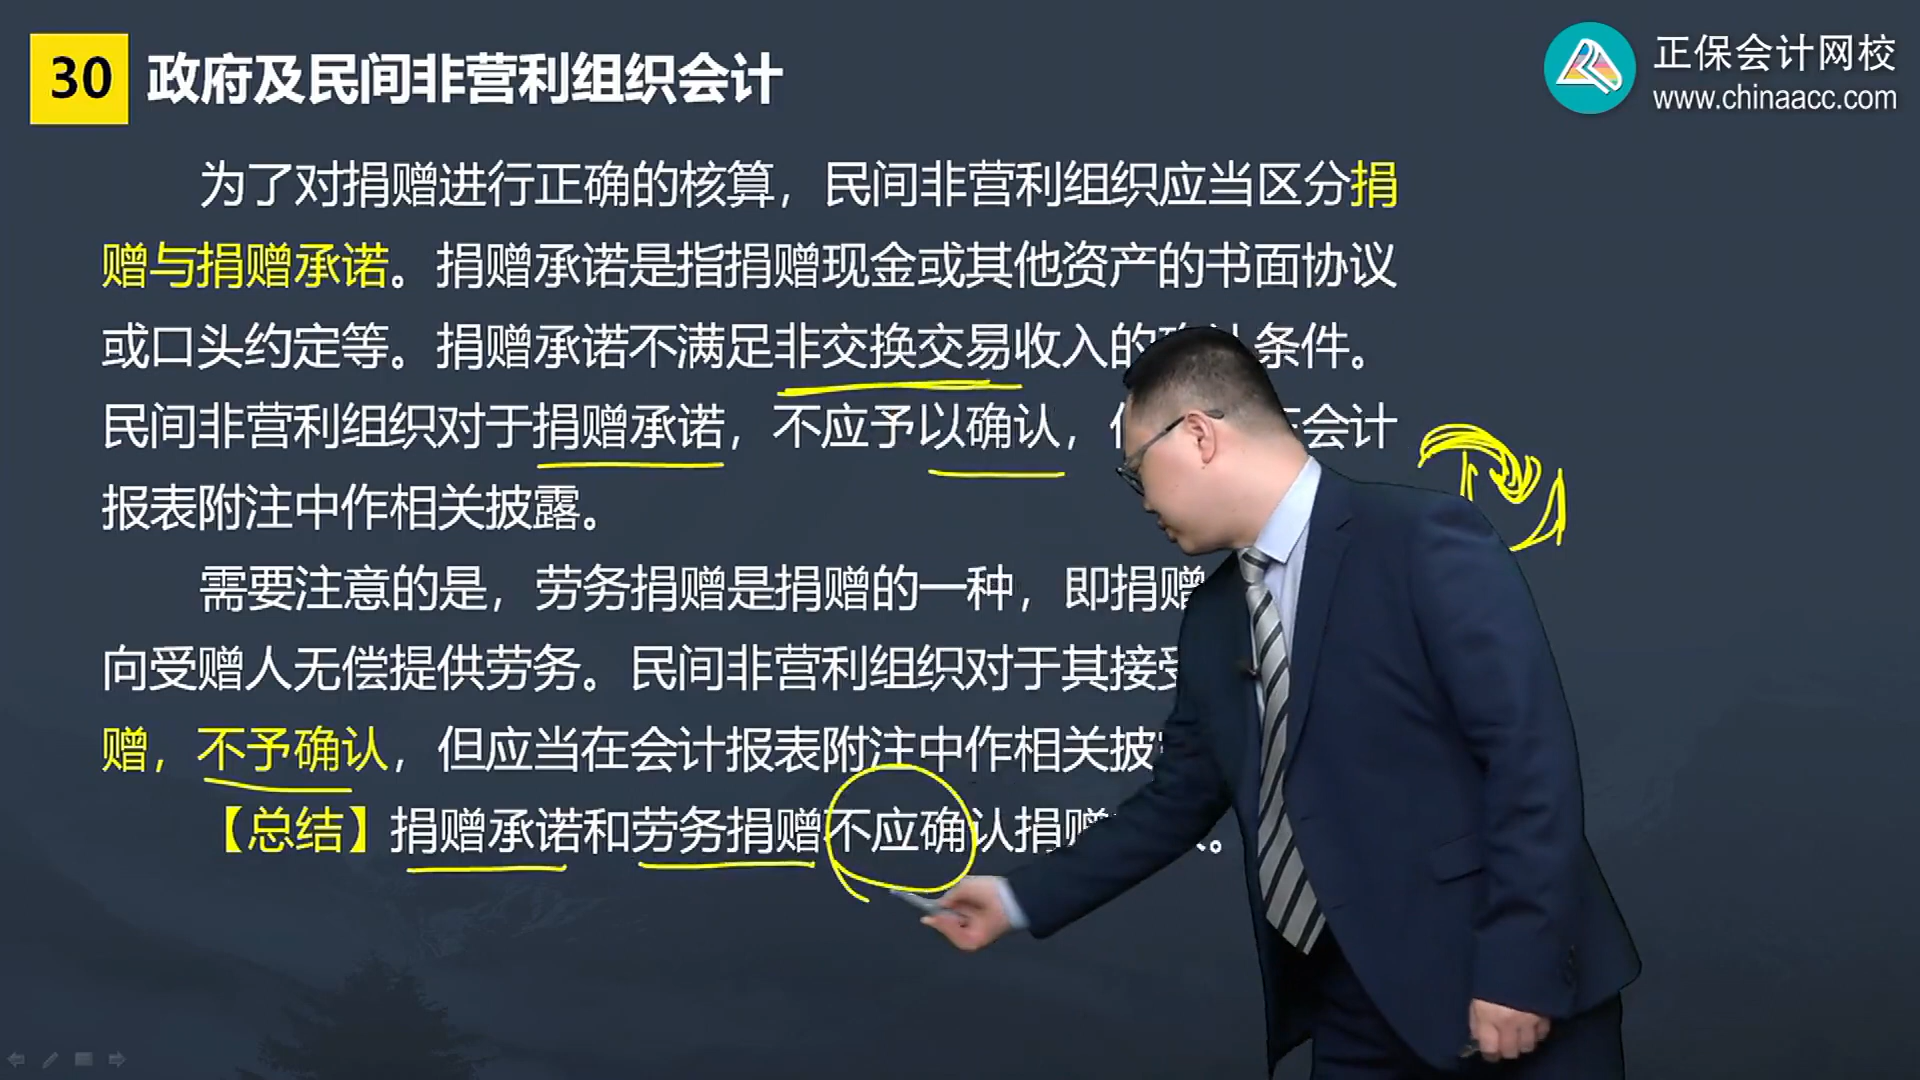 30 政府及民间非营利组织会计
正保会计网校
www.chinaacc.com
为了对捐赠进行正确的核算，民间非营利组织应当区分捐
赠与捐赠承诺。捐赠承诺是指捐赠现金或其他资产的书面协议
或口头约定等。捐赠承诺不满足非交换交易收入的 条件。
民间非营利组织对于捐赠承诺，不应予以确认， 会计
报表附注中作相关披露。
需要注意的是，劳务捐赠是捐赠的一种，即捐赠
向受赠人无偿提供劳务。民间非营利组织对于其接受
赠，不予确认，但应当在会计报表附注中作相关披
【总结】捐赠承诺和劳务捐赠不应确认捐赠 。